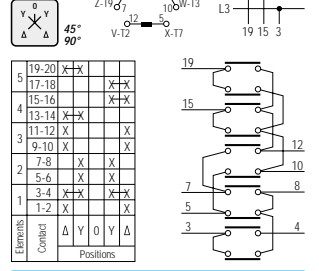 0
Y Y
X
Δ Δ
45°
90°
Z-T9 7 10 W-T3
12 5
V-T2 X-T7
L3
19 15 3
5 19-20 X X
17-18 X X
4 15-16 X X
13-14 X X
3 11-12 X X
9-10 X X
2 7-8 X X
5-6 X X
1 3-4 X X X X
1-2 X X
Elements Contact Δ Y 0 Y Δ
Positions
19
15
12
10
7 8
5
3 4